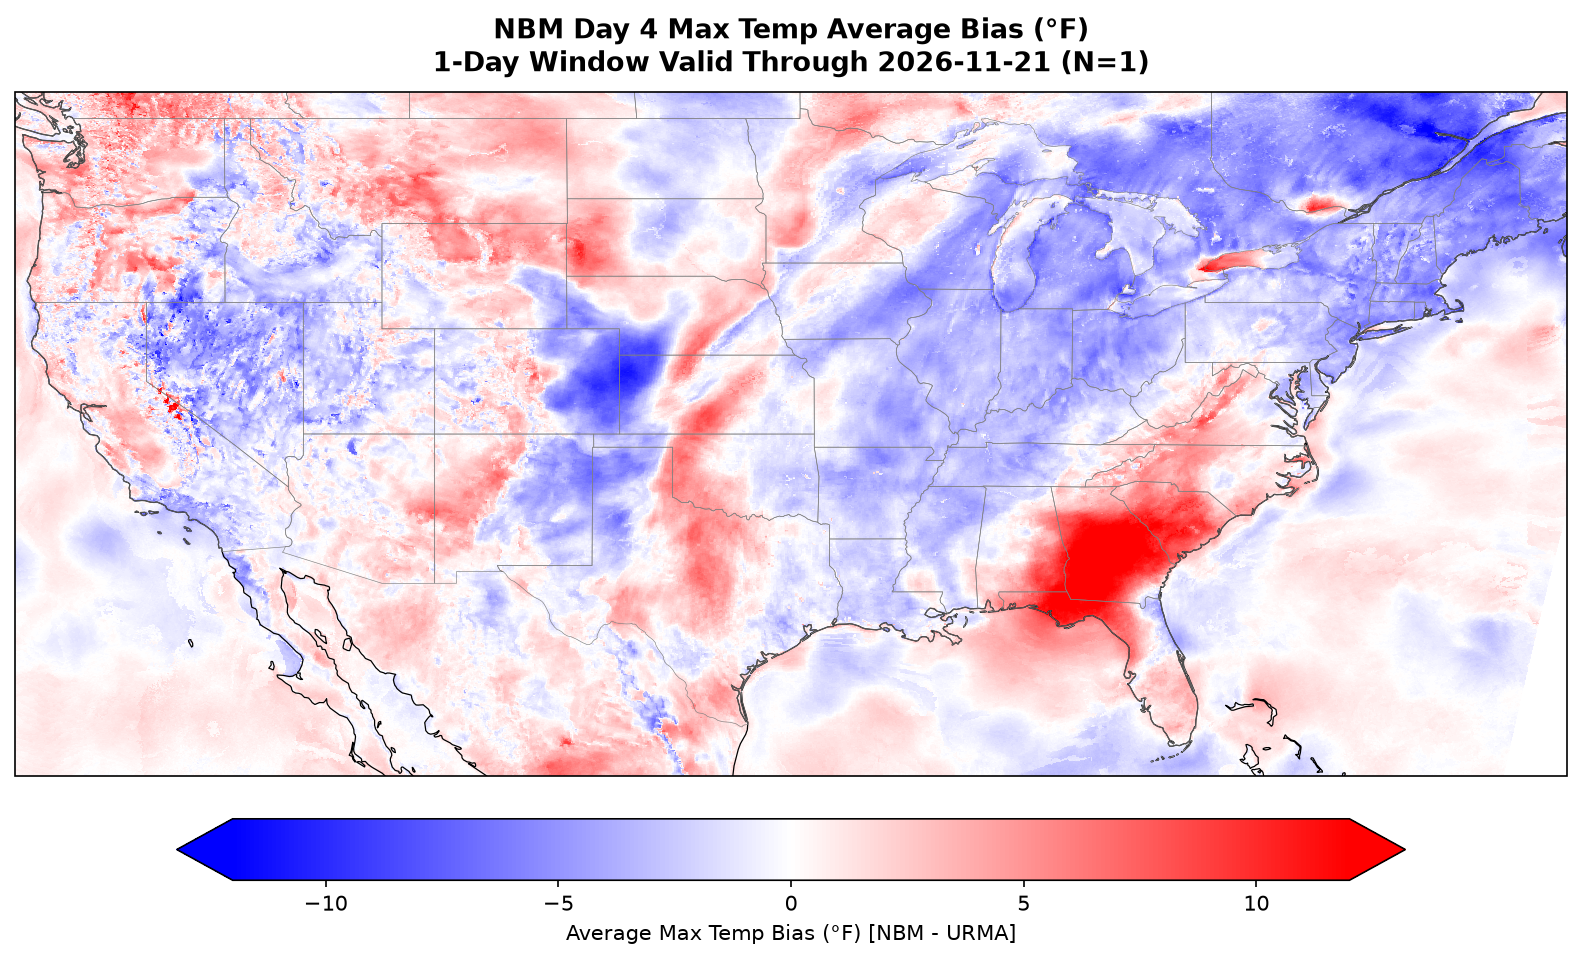 NBM Day 4 Max Temp Average Bias (°F)
1-Day Window Valid Through 2026-11-21 (N=1)
−10 −5 0 5 10
Average Max Temp Bias (°F) [NBM - URMA]